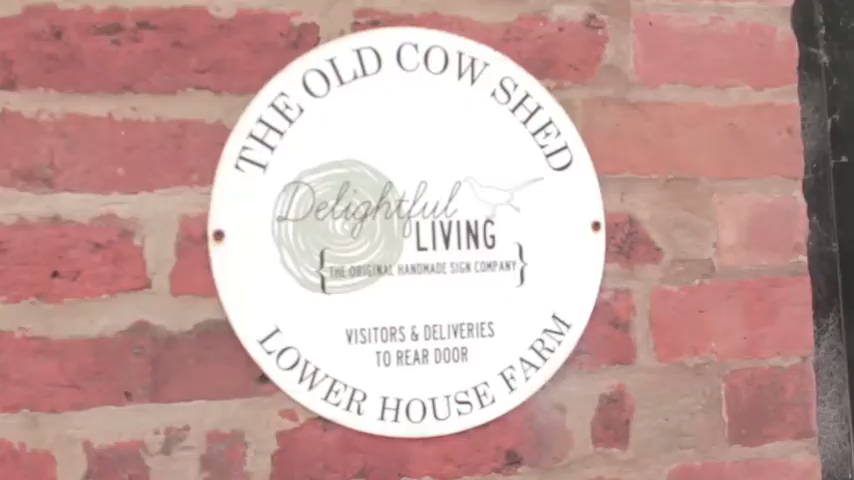 THE OLD COW SHED
Delightful
LIVING
{THE ORIGINAL HANDMADE SIGN COMPANY}
VISITORS & DELIVERIES
TO REAR DOOR
LOWER HOUSE FARM